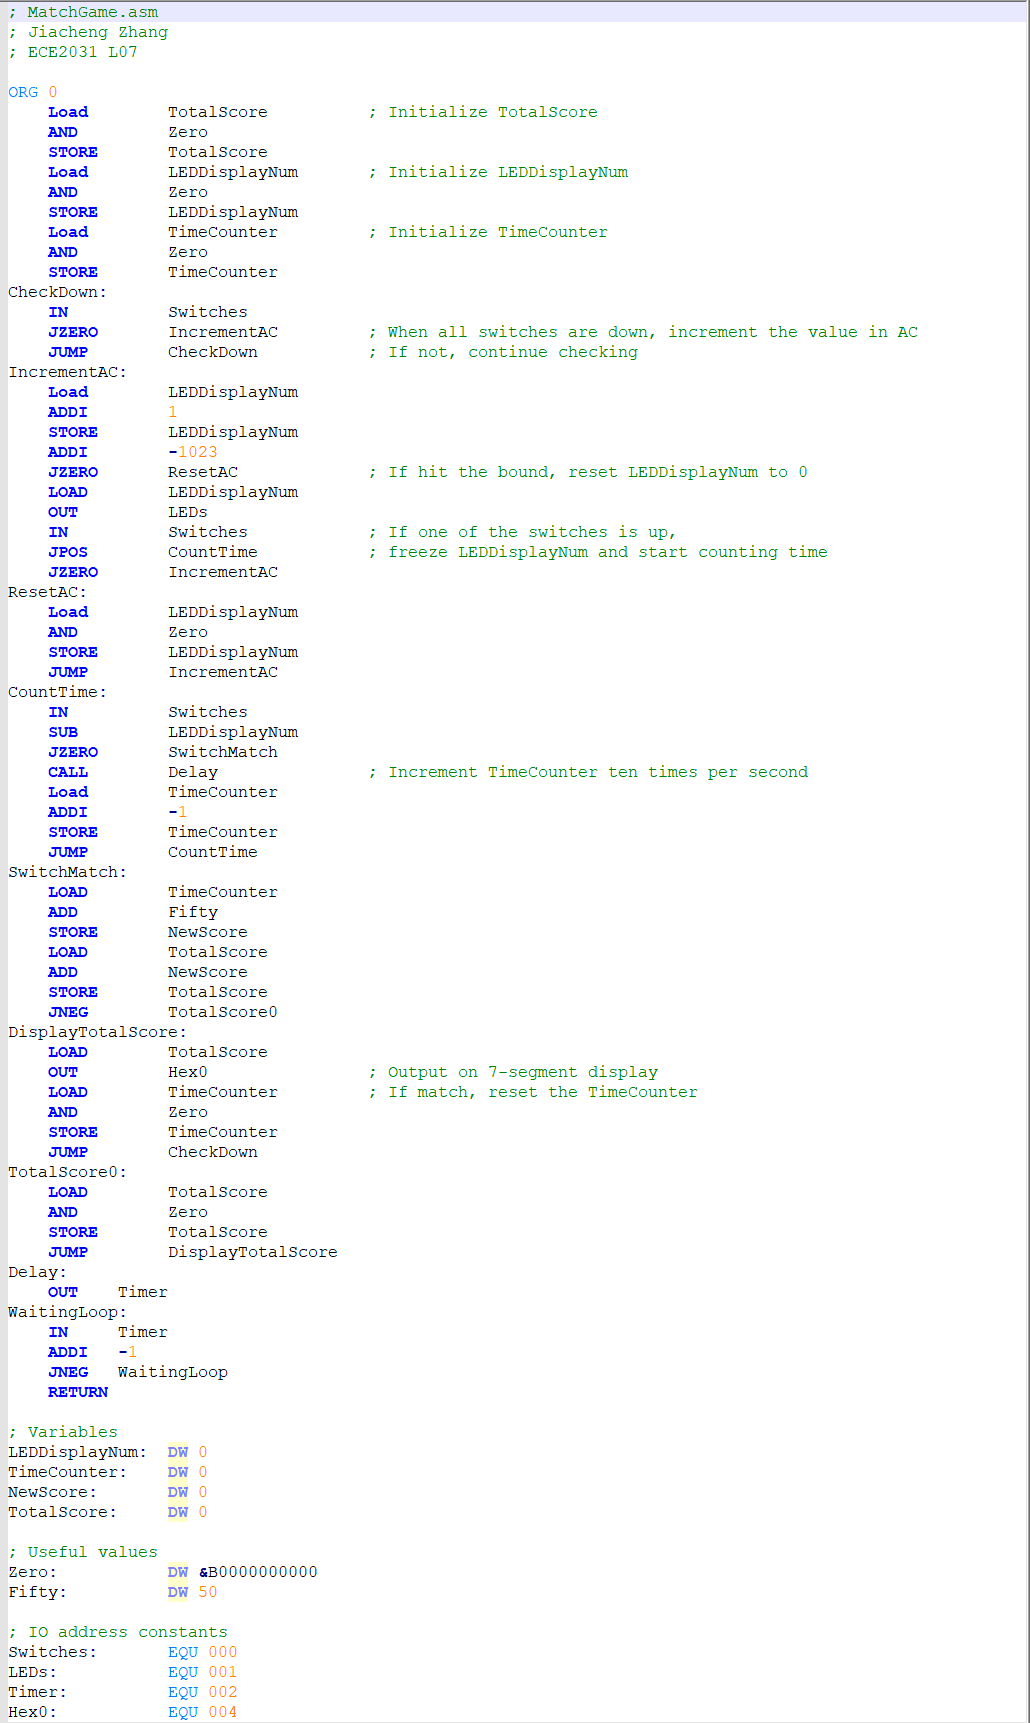 ; MatchGame.asm
; Jiacheng Zhang
; ECE2031 L07

ORG 0
    Load        TotalScore          ; Initialize TotalScore
    AND         Zero
    STORE       TotalScore
    Load        LEDDisplayNum       ; Initialize LEDDisplayNum
    AND         Zero
    STORE       LEDDisplayNum
    Load        TimeCounter         ; Initialize TimeCounter
    AND         Zero
    STORE       TimeCounter
CheckDown:
    IN          Switches
    JZERO       IncrementAC         ; When all switches are down, increment the value in AC
    JUMP        CheckDown           ; If not, continue checking
IncrementAC:
    Load        LEDDisplayNum
    ADDI        1
    STORE       LEDDisplayNum
    ADDI        -1023
    JZERO       ResetAC             ; If hit the bound, reset LEDDisplayNum to 0
    LOAD        LEDDisplayNum
    OUT         LEDs
    IN          Switches            ; If one of the switches is up,
    JPOS        CountTime           ; freeze LEDDisplayNum and start counting time
    JZERO       IncrementAC
ResetAC:
    Load        LEDDisplayNum
    AND         Zero
    STORE       LEDDisplayNum
    JUMP        IncrementAC
CountTime:
    IN          Switches
    SUB         LEDDisplayNum
    JZERO       SwitchMatch
    CALL        Delay               ; Increment TimeCounter ten times per second
    Load        TimeCounter
    ADDI        -1
    STORE       TimeCounter
    JUMP        CountTime
SwitchMatch:
    LOAD        TimeCounter
    ADD         Fifty
    STORE       NewScore
    LOAD        TotalScore
    ADD         NewScore
    STORE       TotalScore
    JNEG        TotalScore0
DisplayTotalScore:
    LOAD        TotalScore
    OUT         Hex0                ; Output on 7-segment display
    LOAD        TimeCounter         ; If match, reset the TimeCounter
    AND         Zero
    STORE       TimeCounter
    JUMP        CheckDown
TotalScore0:
    LOAD        TotalScore
    AND         Zero
    STORE       TotalScore
    JUMP        DisplayTotalScore
Delay:
    OUT    Timer
WaitingLoop:
    IN     Timer
    ADDI   -1
    JNEG   WaitingLoop
    RETURN

; Variables
LEDDisplayNum:  DW 0
TimeCounter:    DW 0
NewScore:       DW 0
TotalScore:     DW 0

; Useful values
Zero:           DW &B0000000000
Fifty:          DW 50

; IO address constants
Switches:       EQU 000
LEDs:           EQU 001
Timer:          EQU 002
Hex0:           EQU 004